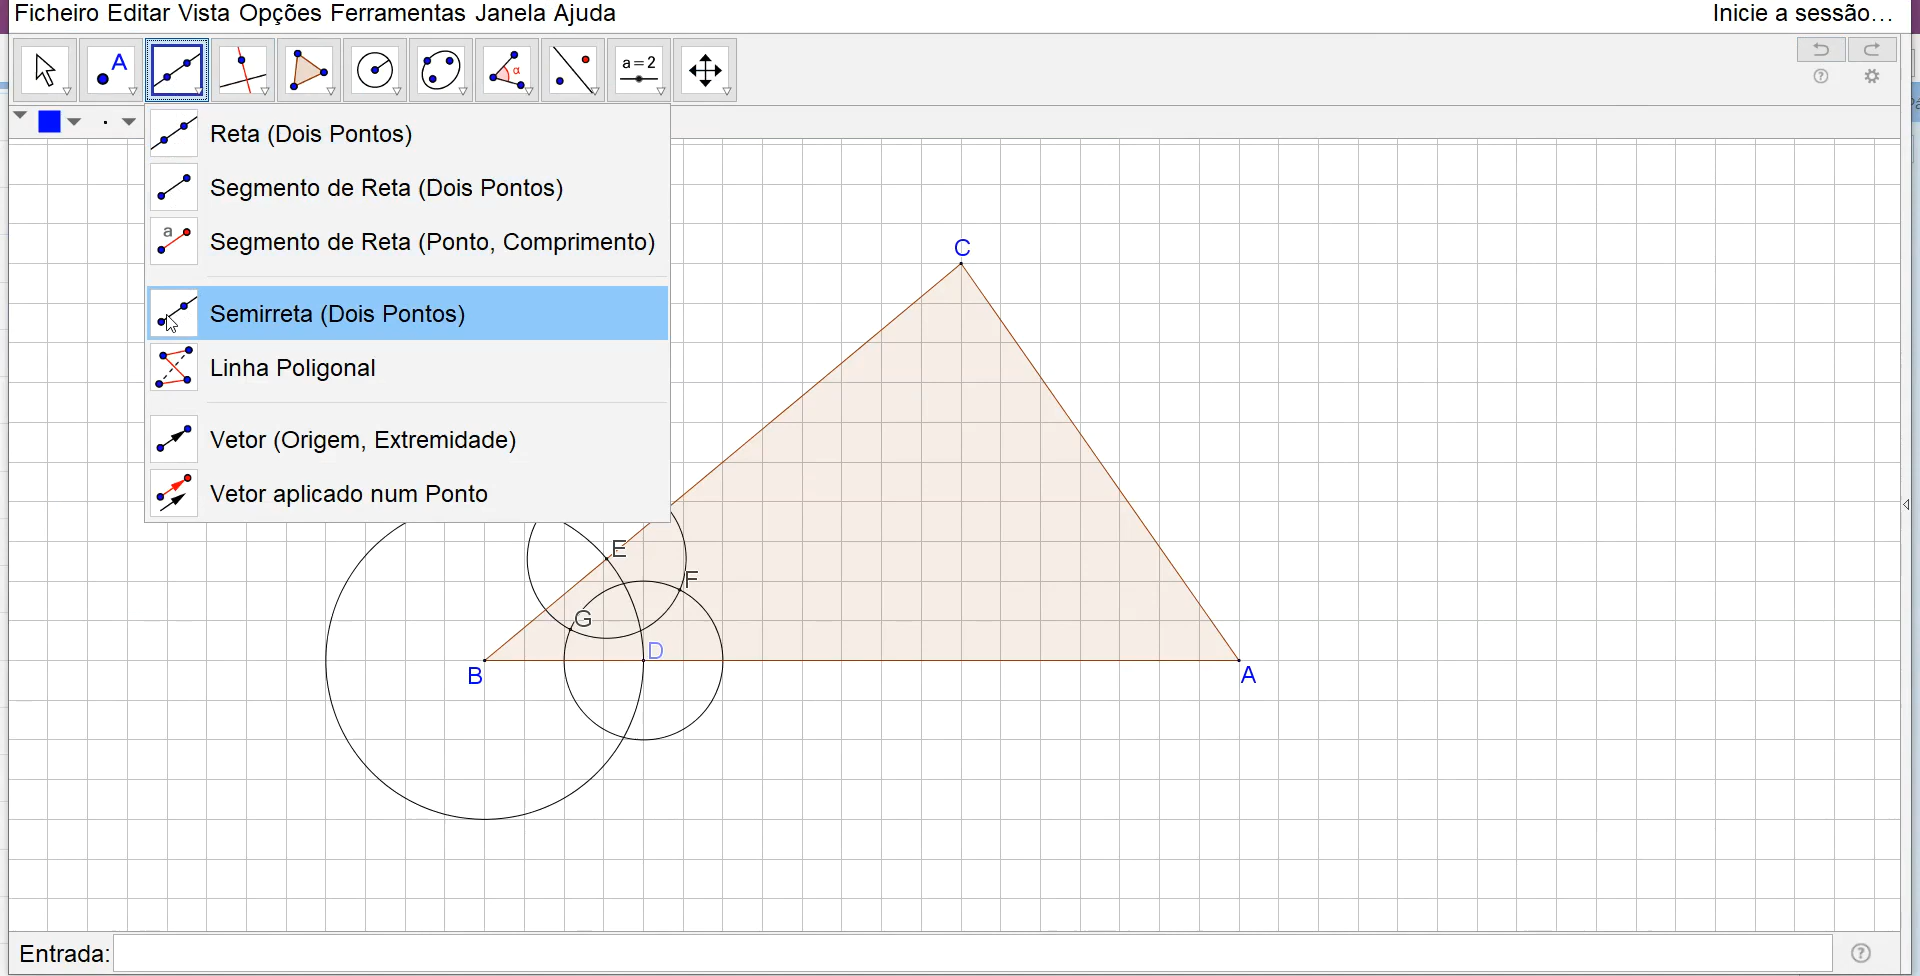 Ficheiro Editar Vista Opções Ferramentas Janela Ajuda
Inicie a sessão...
A
α
a = 2
Reta (Dois Pontos)
Segmento de Reta (Dois Pontos)
a
Segmento de Reta (Ponto, Comprimento)
Semirreta (Dois Pontos)
Linha Poligonal
Vetor (Origem, Extremidade)
Vetor aplicado num Ponto
C
E
F
G
D
B
A
Entrada: